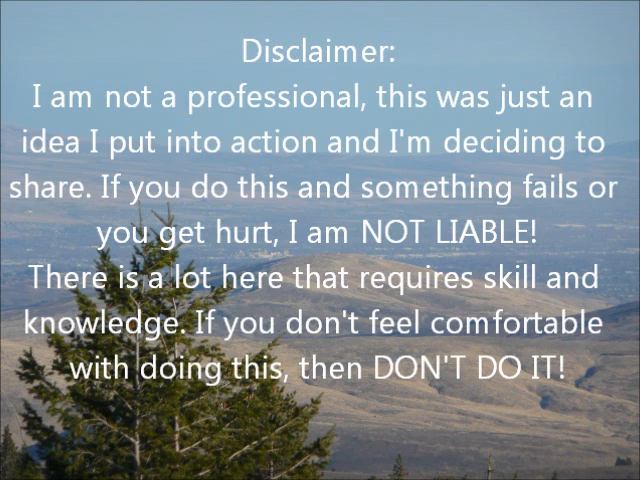 Disclaimer:
I am not a professional, this was just an
idea I put into action and I'm deciding to
share. If you do this and something fails or
you get hurt, I am NOT LIABLE!
There is a lot here that requires skill and
knowledge. If you don't feel comfortable
with doing this, then DON'T DO IT!